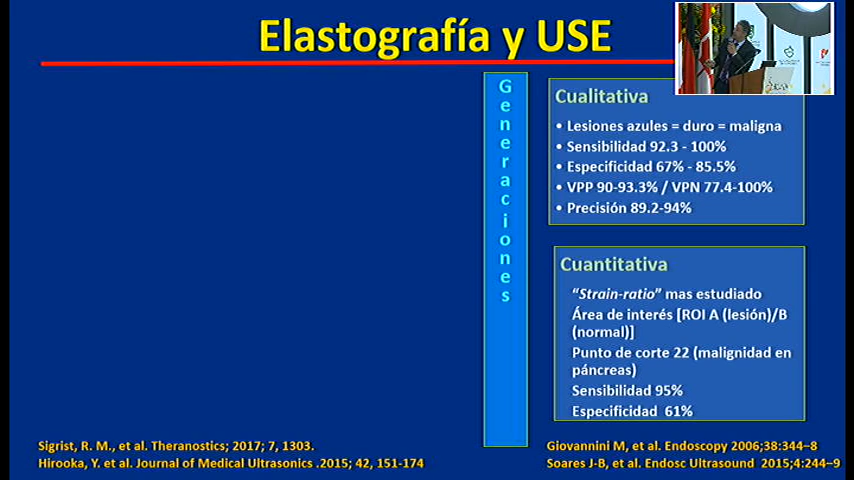 Elastografía y USE
Generaciones
Cualitativa
• Lesiones azules = duro = maligna
• Sensibilidad 92.3 - 100%
• Especificidad 67% - 85.5%
• VPP 90-93.3% / VPN 77.4-100%
• Precisión 89.2-94%
Cuantitativa
“Strain-ratio” mas estudiado
Área de interés [ROI A (lesión)/B
(normal)]
Punto de corte 22 (malignidad en
páncreas)
Sensibilidad 95%
Especificidad 61%
Sigrist, R. M., et al. Theranostics; 2017; 7, 1303.
Hirooka, Y. et al. Journal of Medical Ultrasonics .2015; 42, 151-174
Giovannini M, et al. Endoscopy 2006;38:344–8
Soares J-B, et al. Endosc Ultrasound 2015;4:244–9